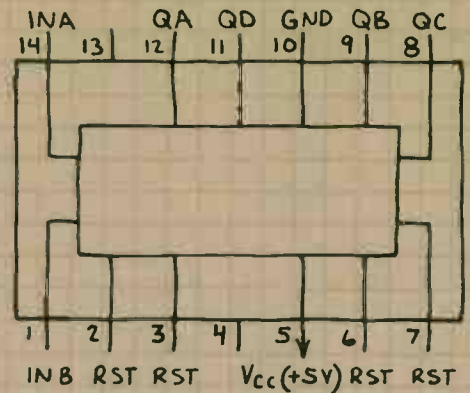 INA QA QD GND QB QC
14 13 12 11 10 9 8
1 2 3 4 5 6 7
INB RST RST VCC(+5V) RST RST